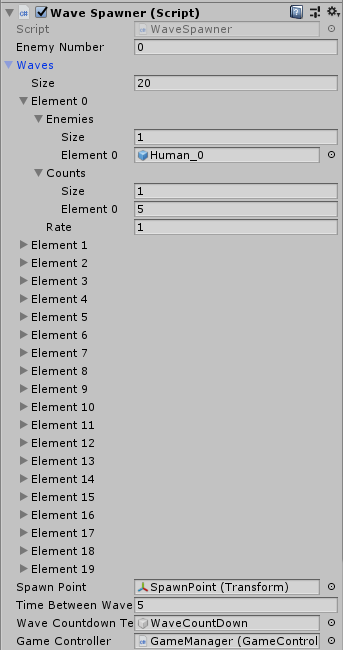 Wave Spawner (Script)
Script WaveSpawner
Enemy Number 0
Waves
Size 20
Element 0
Enemies
Size 1
Element 0 Human_0
Counts
Size 1
Element 0 5
Rate 1
Element 1
Element 2
Element 3
Element 4
Element 5
Element 6
Element 7
Element 8
Element 9
Element 10
Element 11
Element 12
Element 13
Element 14
Element 15
Element 16
Element 17
Element 18
Element 19
Spawn Point SpawnPoint (Transform)
Time Between Wave 5
Wave Countdown Te WaveCountDown
Game Controller GameManager (GameControl